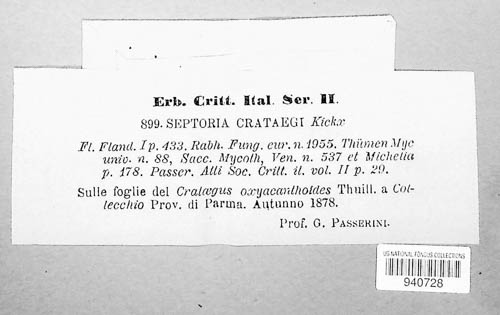 Erb. Critt. Ital. Ser. II.
899. SEPTORIA CRATAEGI Kickx
Fl. Fland. I p. 433. Rabh. Fung. eur. n. 1955. Thümen Myc
univ. n. 88, Sacc. Mycoth, Ven. n. 537 et Michelia
p. 178. Passer. Atti Soc. Critt. it. vol. II p. 29.
Sulle foglie del Cratægus oxyacanthoides Thuill. a Col-
lecchio Prov. di Parma. Autunno 1878.
Prof. G. PASSERINI.
US NATIONAL FUNGUS COLLECTIONS
940728